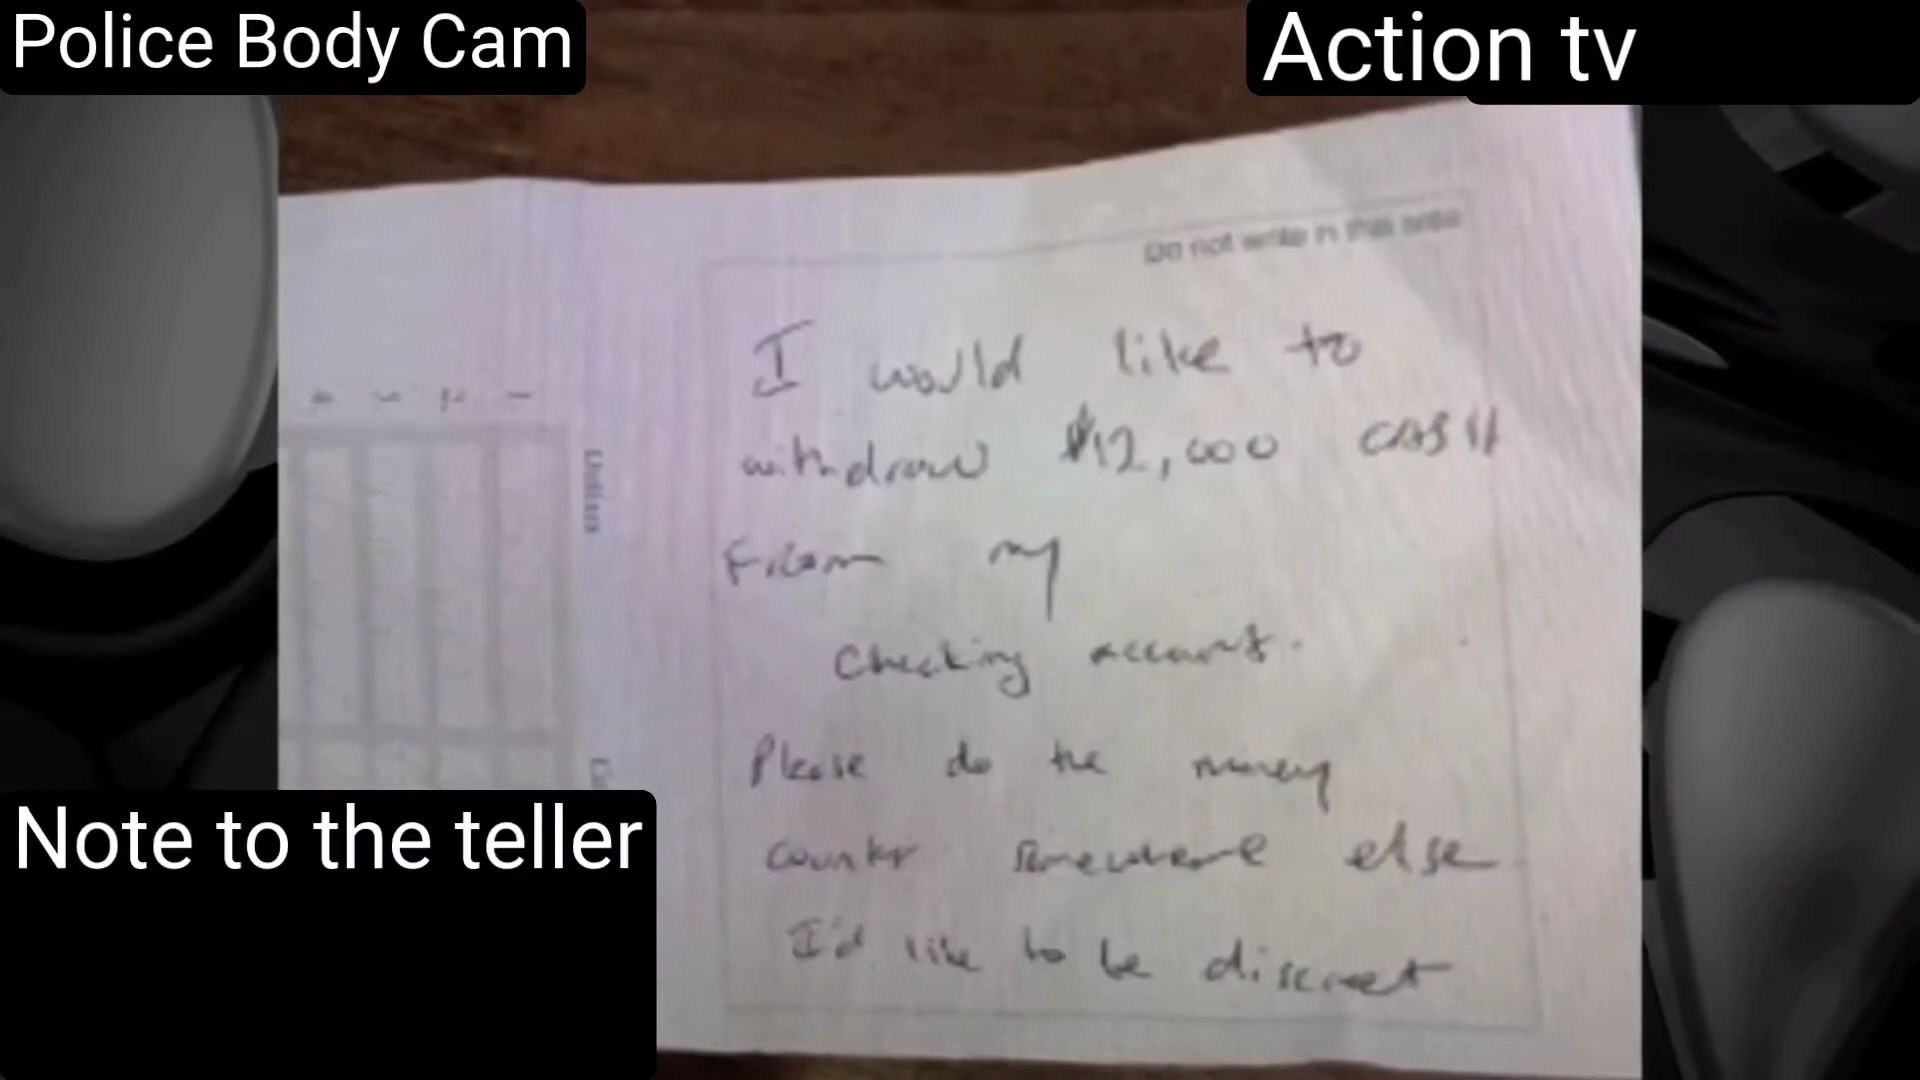 Police Body Cam
Action tv
Do not write in this area
I would like to
withdraw $12,000 CASH
From my
Checking account.
Please do the money
counter somewhere else
I'd like to be discreet
Dollars
Note to the teller